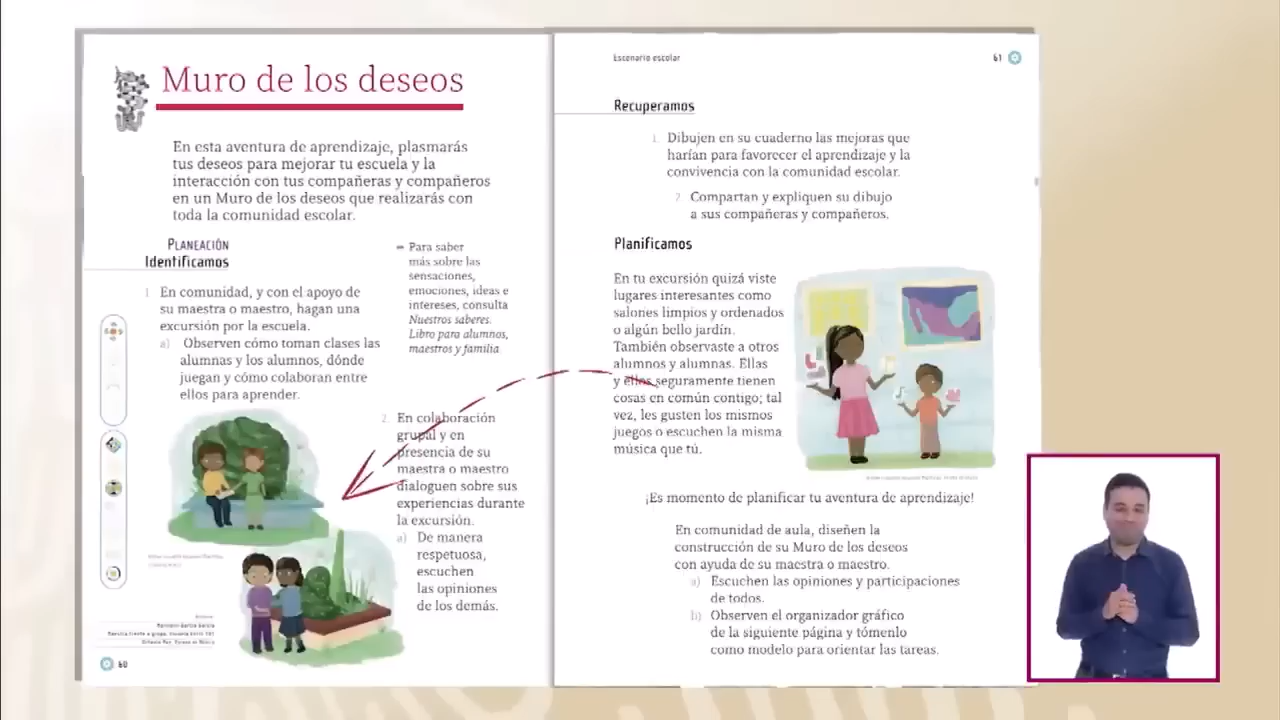 Muro de los deseos
En esta aventura de aprendizaje, plasmarás
tus deseos para mejorar tu escuela y la
interacción con tus compañeras y compañeros
en un Muro de los deseos que realizarás con
toda la comunidad escolar.
PLANEACIÓN
Identificamos
1. En comunidad, y con el apoyo de
su maestra o maestro, hagan una
excursión por la escuela.
a) Observen cómo toman clases las
alumnas y los alumnos, dónde
juegan y cómo colaboran entre
ellos para aprender.
Para saber
más sobre las
sensaciones,
emociones, ideas e
intereses, consulta
Nuestros saberes.
Libro para alumnos,
maestros y familia
2. En colaboración
grupal y en
presencia de su
maestra o maestro
dialoguen sobre sus
experiencias durante
la excursión.
a) De manera
respetuosa,
escuchen
las opiniones
de los demás.
60
Escenario escolar
61
Recuperamos
1. Dibujen en su cuaderno las mejoras que
harían para favorecer el aprendizaje y la
convivencia con la comunidad escolar.
2. Compartan y expliquen su dibujo
a sus compañeras y compañeros.
Planificamos
En tu excursión quizá viste
lugares interesantes como
salones limpios y ordenados
o algún bello jardín.
También observaste a otros
alumnos y alumnas. Ellas
y ellos seguramente tienen
cosas en común contigo; tal
vez, les gusten los mismos
juegos o escuchen la misma
música que tú.
¡Es momento de planificar tu aventura de aprendizaje!
En comunidad de aula, diseñen la
construcción de su Muro de los deseos
con ayuda de su maestra o maestro.
a) Escuchen las opiniones y participaciones
de todos.
b) Observen el organizador gráfico
de la siguiente página y tómenlo
como modelo para orientar las tareas.